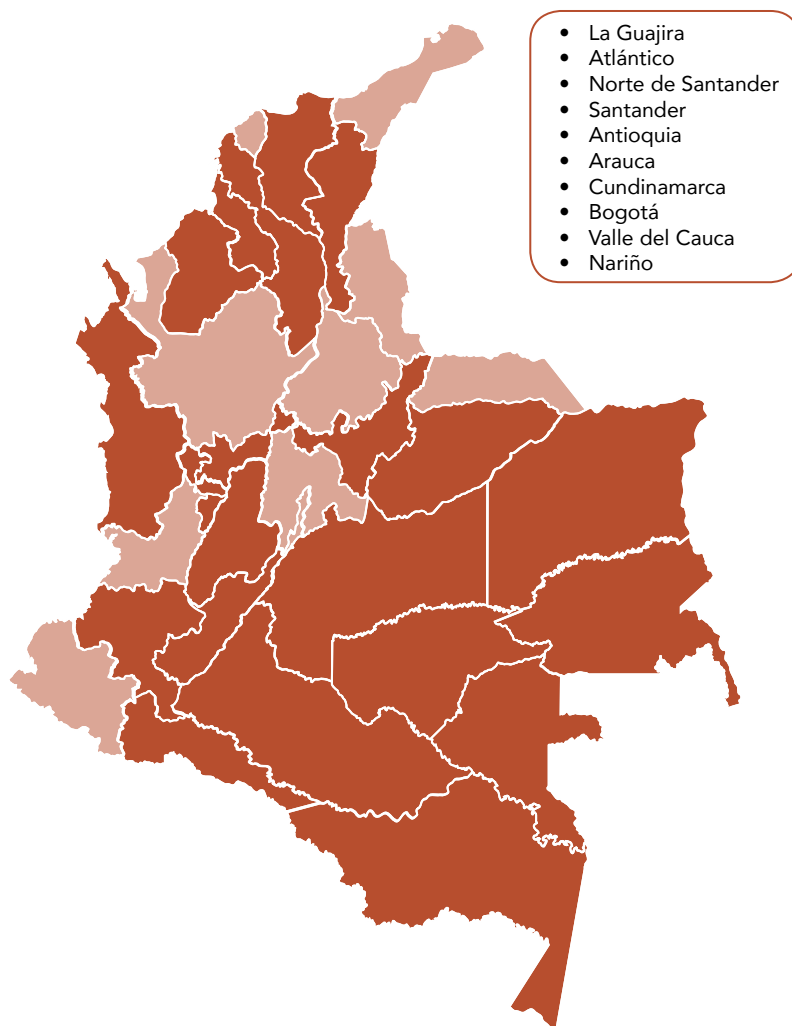 • La Guajira
• Atlántico
• Norte de Santander
• Santander
• Antioquia
• Arauca
• Cundinamarca
• Bogotá
• Valle del Cauca
• Nariño